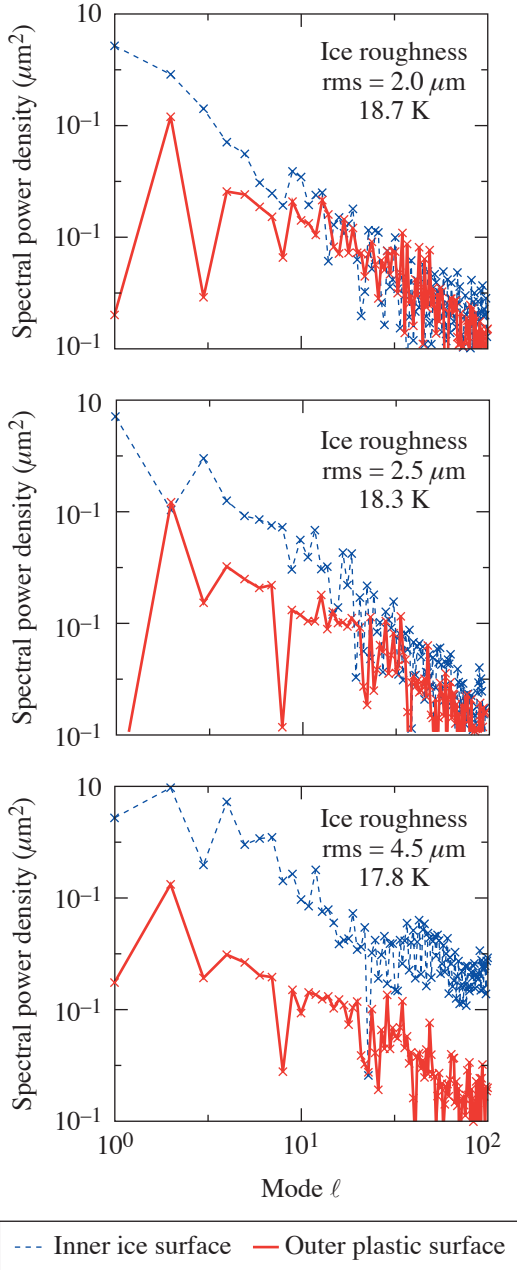 Spectral power density (μm²)
10
10⁻¹
10⁻¹
10⁻¹
Ice roughness
rms = 2.0 μm
18.7 K
Spectral power density (μm²)
10
10⁻¹
10⁻¹
10⁻¹
Ice roughness
rms = 2.5 μm
18.3 K
Spectral power density (μm²)
10
10⁻¹
10⁻¹
10⁻¹
Ice roughness
rms = 4.5 μm
17.8 K
10⁰ 10¹ 10²
Mode ℓ
Inner ice surface Outer plastic surface